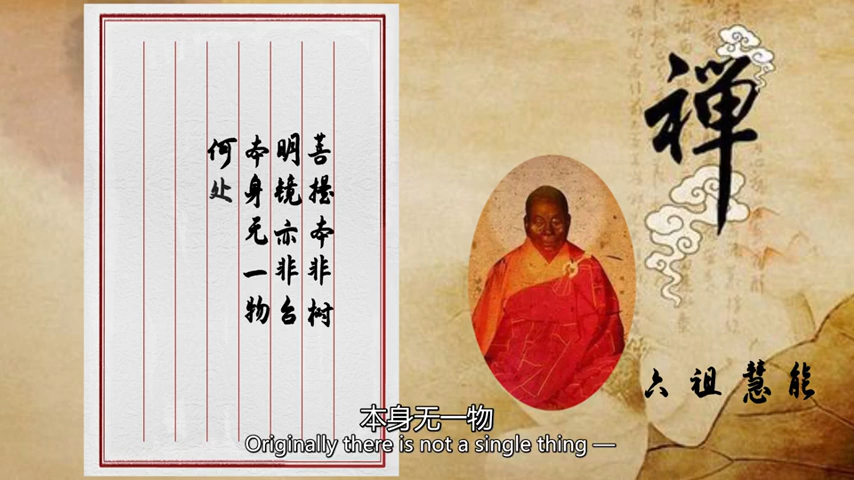 菩提本非树
明镜亦非台
本身无一物
何处
禅
六祖慧能
本身无一物
Originally there is not a single thing —